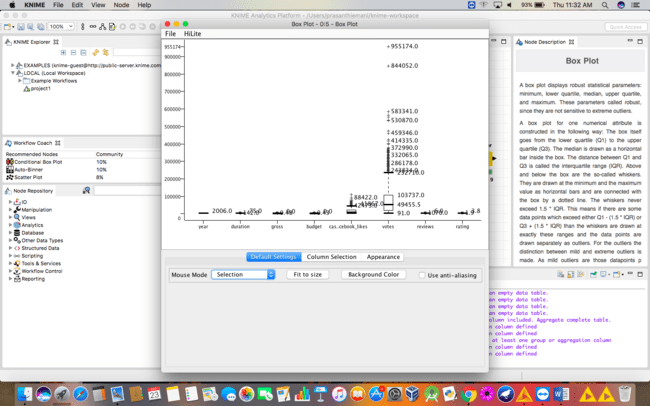 KNIME File Edit View Node Help
93% Thu 11:32 AM
KNIME Analytics Platform - /Users/prasanthlemani/knime-workspace
100%
Quick Access
KNIME Explorer
EXAMPLES (knime-guest@http://public-server.knime.com
LOCAL (Local Workspace)
Example Workflows
project1
Workflow Coach
Recommended Nodes Community
Conditional Box Plot 10%
Auto-Binner 10%
Scatter Plot 8%
Node Repository
IO
Manipulation
Views
Analytics
Database
Other Data Types
Structured Data
Scripting
Tools & Services
Workflow Control
Reporting
Box Plot - 0:5 - Box Plot
File HiLite
955174
900000
800000
700000
600000
500000
400000
300000
200000
100000
0
955174.0
844052.0
583341.0
530870.0
459346.0
414335.0
372990.0
332065.0
286178.0
232710.0
103737.0
49455.5
91.0
88422.0
2006.0
year duration gross budget cas..cebook_likes votes reviews rating
Default Settings Column Selection Appearance
Mouse Mode Selection Fit to size Background Color Use anti-aliasing
Node Description
Box Plot
A box plot displays robust statistical parameters:
minimum, lower quartile, median, upper quartile,
and maximum. These parameters called robust,
since they are not sensitive to extreme outliers.
A box plot for one numerical attribute is
constructed in the following way: The box itself
goes from the lower quartile (Q1) to the upper
quartile (Q3). The median is drawn as a horizontal
bar inside the box. The distance between Q1 and
Q3 is called the interquartile range (IQR). Above
and below the box are the so-called whiskers.
They are drawn at the minimum and the maximum
value as horizontal bars and are connected with
the box by a dotted line. The whiskers never
exceed 1.5 * IQR. This means if there are some
data points which exceed either Q1 - (1.5 * IQR) or
Q3 + (1.5 * IQR) than the whiskers are drawn at
exactly these ranges and the data points are
drawn separately as outliers. For the outliers the
distinction between mild and extreme outliers is
made. As mild outliers are those datapoints p
an empty data table.
an empty data table.
an empty data table.
an empty data table.
column included. Aggregate complete table.
n column defined
n column defined
at least one group or aggregation column
n column defined
n column defined